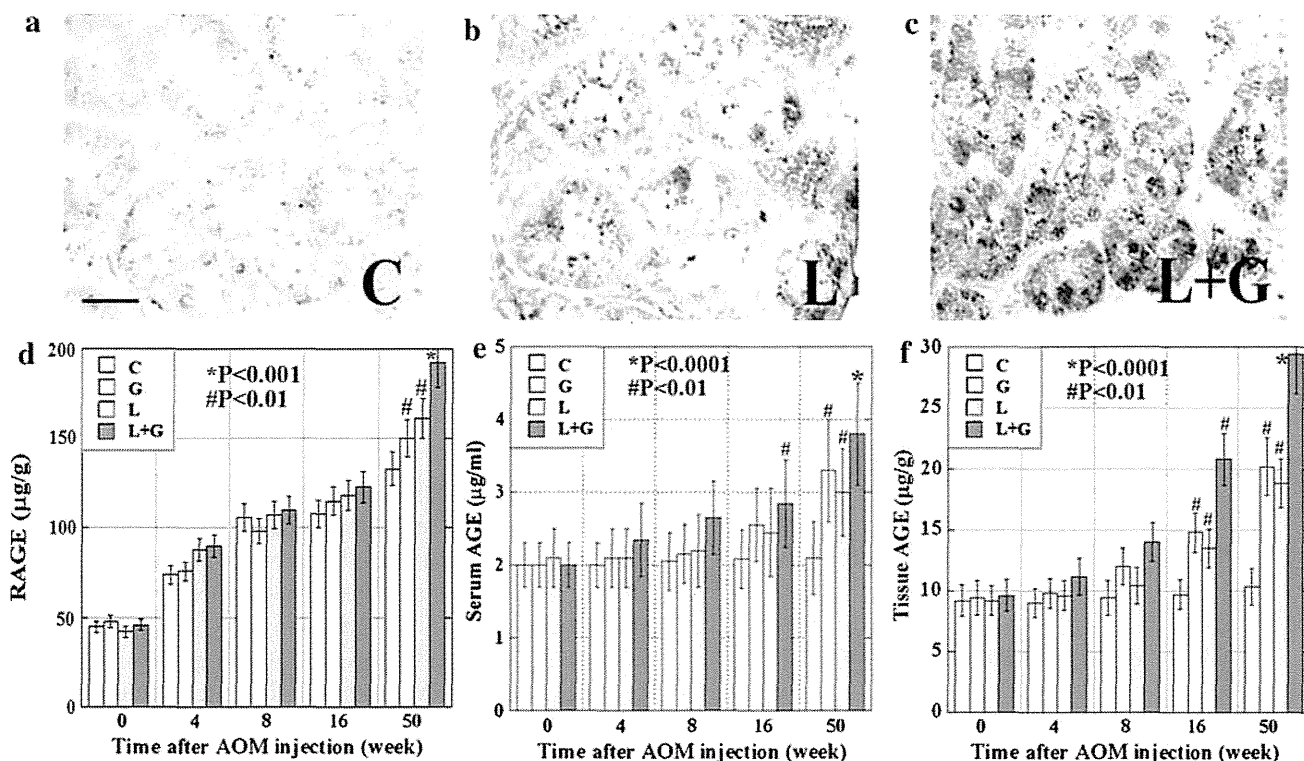 a
b
c
C
L
L+G
d
RAGE (µg/g)
200
150
100
50
0
C
G
L
L+G
*P<0.001
#P<0.01
#
#
*
0 4 8 16 50
Time after AOM injection (week)
e
Serum AGE (µg/ml)
5
4
3
2
1
0
C
G
L
L+G
*P<0.0001
#P<0.01
#
#
#
*
0 4 8 16 50
Time after AOM injection (week)
f
Tissue AGE (µg/g)
30
25
20
15
10
5
0
C
G
L
L+G
*P<0.0001
#P<0.01
#
#
#
#
#
*
0 4 8 16 50
Time after AOM injection (week)